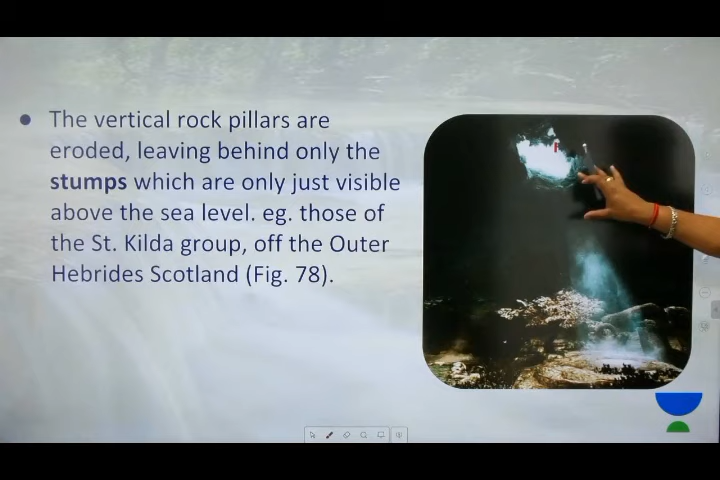 The vertical rock pillars are
eroded, leaving behind only the
stumps which are only just visible
above the sea level. eg. those of
the St. Kilda group, off the Outer
Hebrides Scotland (Fig. 78).